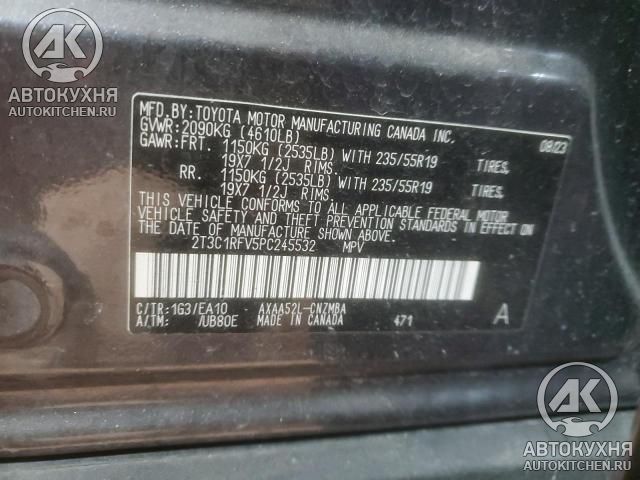 AK
АВТОКУХНЯ
AUTOKITCHEN.RU
MFD.BY:TOYOTA MOTOR MANUFACTURING CANADA INC.
GVWR:2090KG (4610LB) 08/23
GAWR:FRT. 1150KG (2535LB) WITH 235/55R19 TIRES,
19X7 1/2J RIMS.
RR. 1150KG (2535LB) WITH 235/55R19 TIRES,
19X7 1/2J RIMS.
THIS VEHICLE CONFORMS TO ALL APPLICABLE FEDERAL MOTOR
VEHICLE SAFETY AND THEFT PREVENTION STANDARDS IN EFFECT ON
THE DATE OF MANUFACTURE SHOWN ABOVE.
2T3C1RFV5PC245532 MPV
C/TR:1G3/EA10 AXAA52L-CNZMBA A
A/TM: /UB80E MADE IN CANADA 471
AK
АВТОКУХНЯ
AUTOKITCHEN.RU